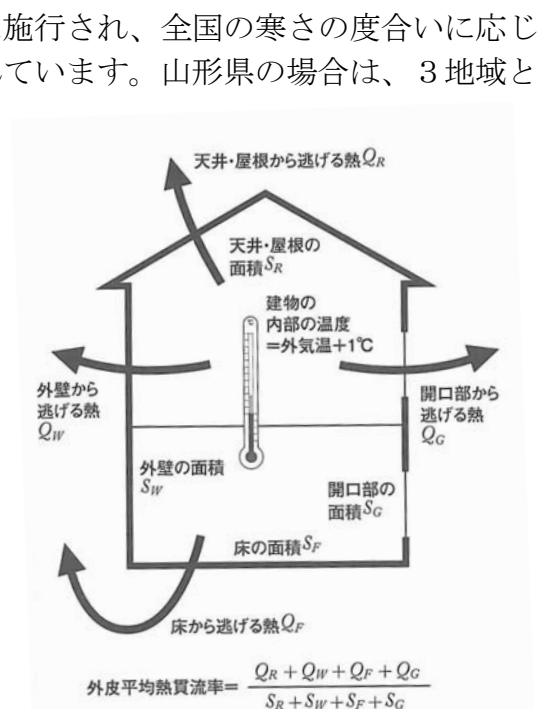 施行され、全国の寒さの度合いに応じ
ています。山形県の場合は、３地域と
天井・屋根から逃げる熱QR
天井・屋根の
面積SR
建物の
内部の温度
＝外気温+1℃
外壁から
逃げる熱
QW
開口部から
逃げる熱
QG
外壁の面積
SW
開口部の
面積SG
床の面積SF
床から逃げる熱QF
外皮平均熱貫流率＝ QR + QW + QF + QG
SR + SW + SF + SG